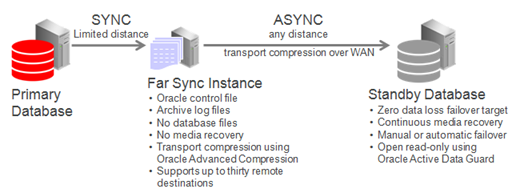 SYNC
Limited distance
ASYNC
any distance
transport compression over WAN
Primary
Database
Far Sync Instance
• Oracle control file
• Archive log files
• No database files
• No media recovery
• Transport compression using
Oracle Advanced Compression
• Supports up to thirty remote
destinations
Standby Database
• Zero data loss failover target
• Continuous media recovery
• Manual or automatic failover
• Open read-only using
Oracle Active Data Guard